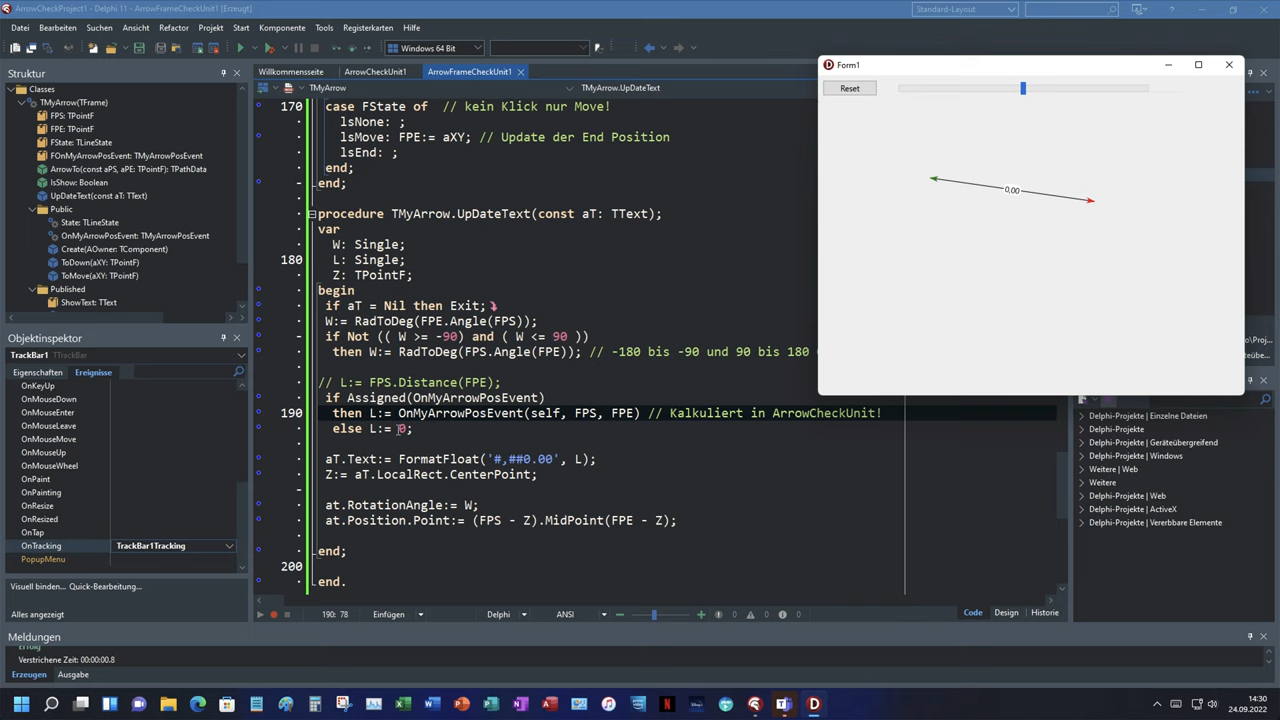 ArrowCheckProject1 - Delphi 11 - ArrowFrameCheckUnit1 [Erzeugt]
Standard-Layout
Datei Bearbeiten Suchen Ansicht Refactor Projekt Start Komponente Tools Registerkarten Hilfe
Windows 64 Bit
Struktur
Classes
TMyArrow(TFrame)
FPS: TPointF
FPE: TPointF
FState: TLineState
FOnMyArrowPosEvent: TMyArrowPosEvent
ArrowTo(const aPS, aPE: TPointF): TPathData
IsShow: Boolean
UpDateText(const aT: TText)
Public
State: TLineState
OnMyArrowPosEvent: TMyArrowPosEvent
Create(AOwner: TComponent)
ToDown(aXY: TPointF)
ToMove(aXY: TPointF)
Published
ShowText: TText
Objektinspektor
TrackBar1 TTrackBar
Eigenschaften Ereignisse
OnKeyUp
OnMouseDown
OnMouseEnter
OnMouseLeave
OnMouseMove
OnMouseUp
OnMouseWheel
OnPaint
OnPainting
OnResize
OnResized
OnTap
OnTracking TrackBar1Tracking
PopupMenu
Visuell binden... Quick-Bearbeitung...
Alles angezeigt
Willkommensseite ArrowCheckUnit1 ArrowFrameCheckUnit1
TMyArrow TMyArrow.UpDateText
170 case FState of // kein Klick nur Move!
lsNone: ;
lsMove: FPE:= aXY; // Update der End Position
lsEnd: ;
end;
end;
procedure TMyArrow.UpDateText(const aT: TText);
var
W: Single;
180 L: Single;
Z: TPointF;
begin
if aT = Nil then Exit;
W:= RadToDeg(FPE.Angle(FPS));
if Not (( W >= -90) and ( W <= 90 ))
then W:= RadToDeg(FPS.Angle(FPE)); // -180 bis -90 und 90 bis 180
// L:= FPS.Distance(FPE);
if Assigned(OnMyArrowPosEvent)
190 then L:= OnMyArrowPosEvent(self, FPS, FPE) // Kalkuliert in ArrowCheckUnit!
else L:= 0;
aT.Text:= FormatFloat('#,##0.00', L);
Z:= aT.LocalRect.CenterPoint;
at.RotationAngle:= W;
at.Position.Point:= (FPS - Z).MidPoint(FPE - Z);
end;
200
end.
190: 78 Einfügen Delphi ANSI 0 0 0 Code Design Historie
Form1
Reset
0,00
Delphi-Projekte | Einzelne Dateien
Delphi-Projekte | Geräteübergreifend
Delphi-Projekte | Windows
Weitere | Web
Weitere
Delphi-Projekte | Web
Delphi-Projekte | ActiveX
Delphi-Projekte | Vererbbare Elemente
Meldungen
Erfolg
Verstrichene Zeit: 00:00:00.8
Erzeugen Ausgabe
14:30
24.09.2022